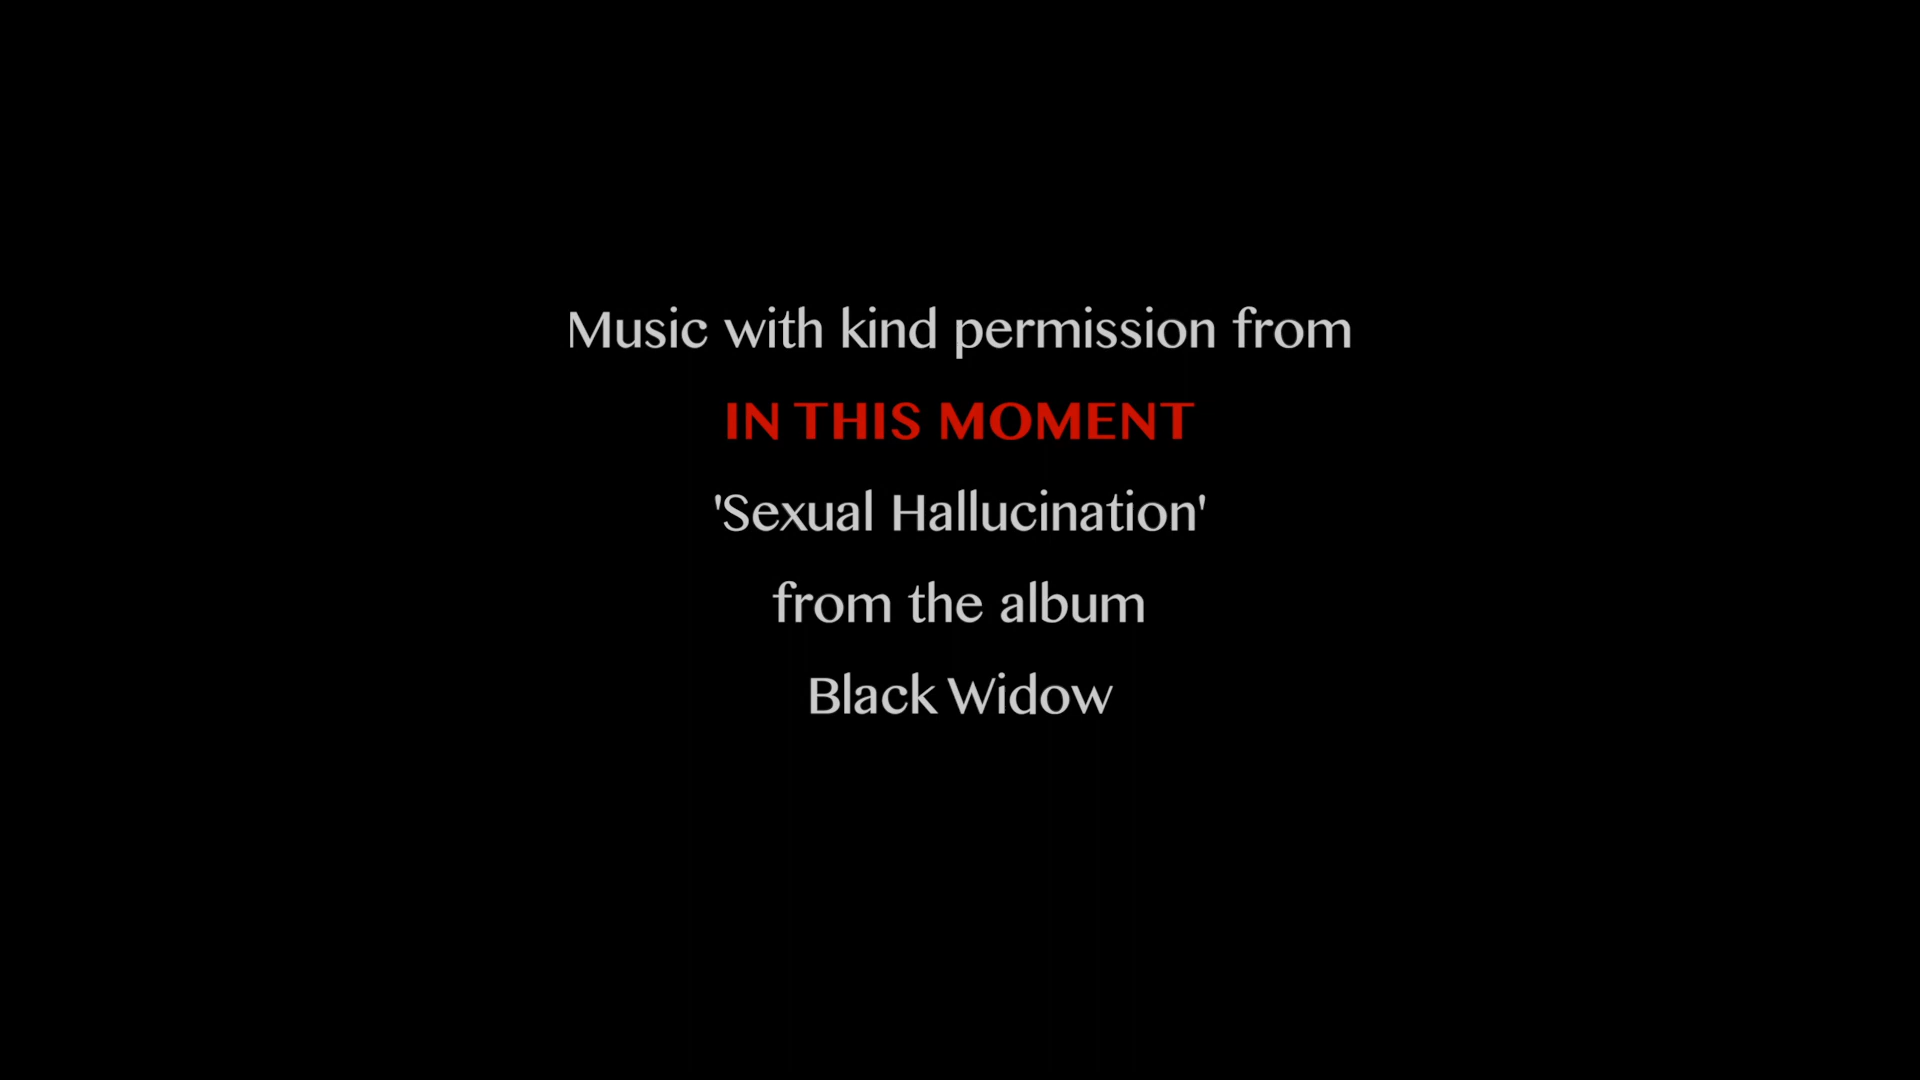 Music with kind permission from
IN THIS MOMENT
'Sexual Hallucination'
from the album
Black Widow